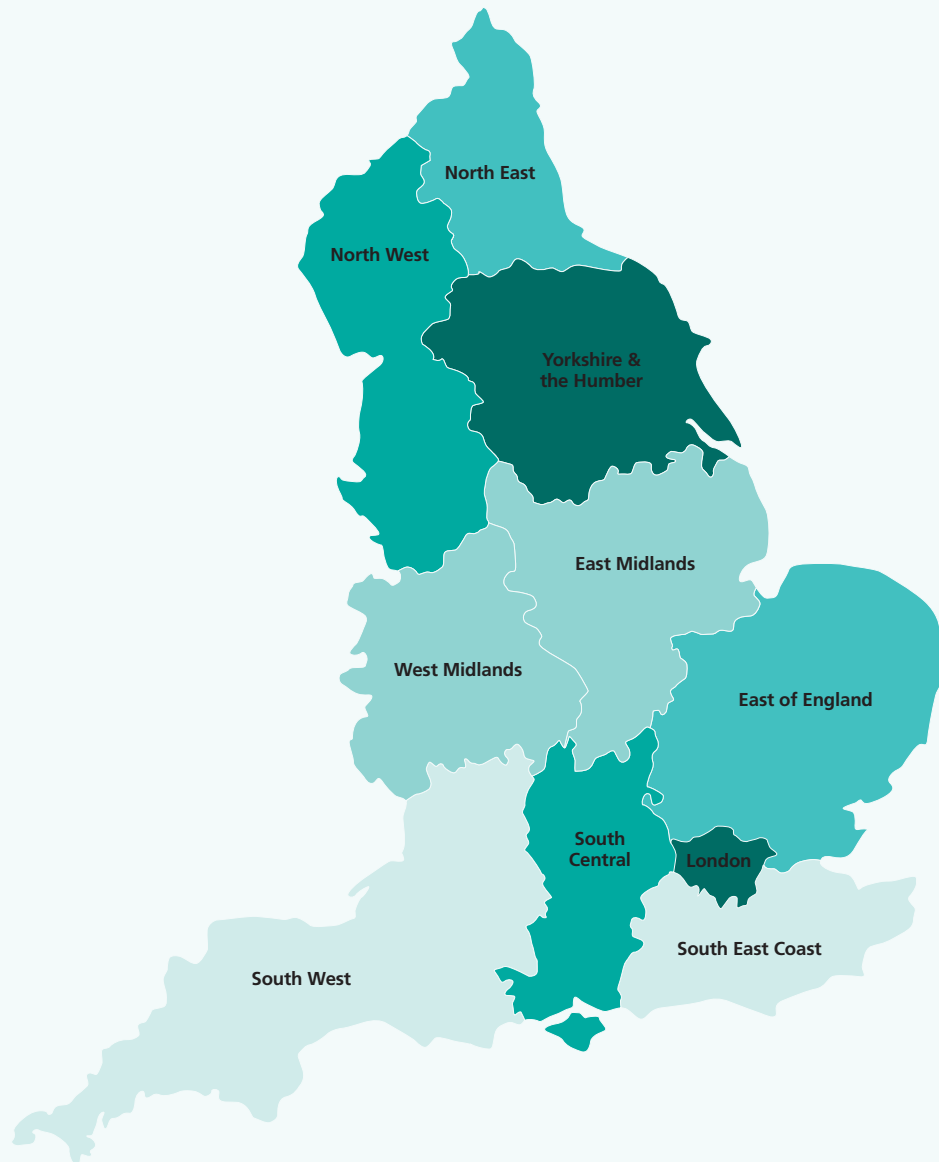 North East
North West
Yorkshire &
the Humber
East Midlands
West Midlands
East of England
South
Central
London
South East Coast
South West